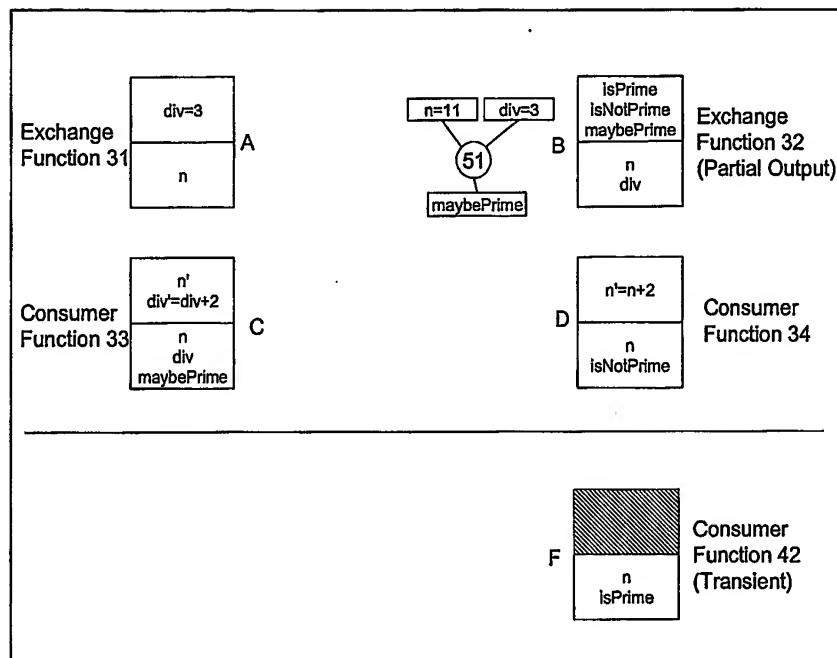 Exchange
Function 31
div=3
n
A
n=11
div=3
51
maybePrime
B
isPrime
isNotPrime
maybePrime
n
div
Exchange
Function 32
(Partial Output)
Consumer
Function 33
n'
div'=div+2
n
div
maybePrime
C
D
n'=n+2
n
isNotPrime
Consumer
Function 34
F
n
isPrime
Consumer
Function 42
(Transient)